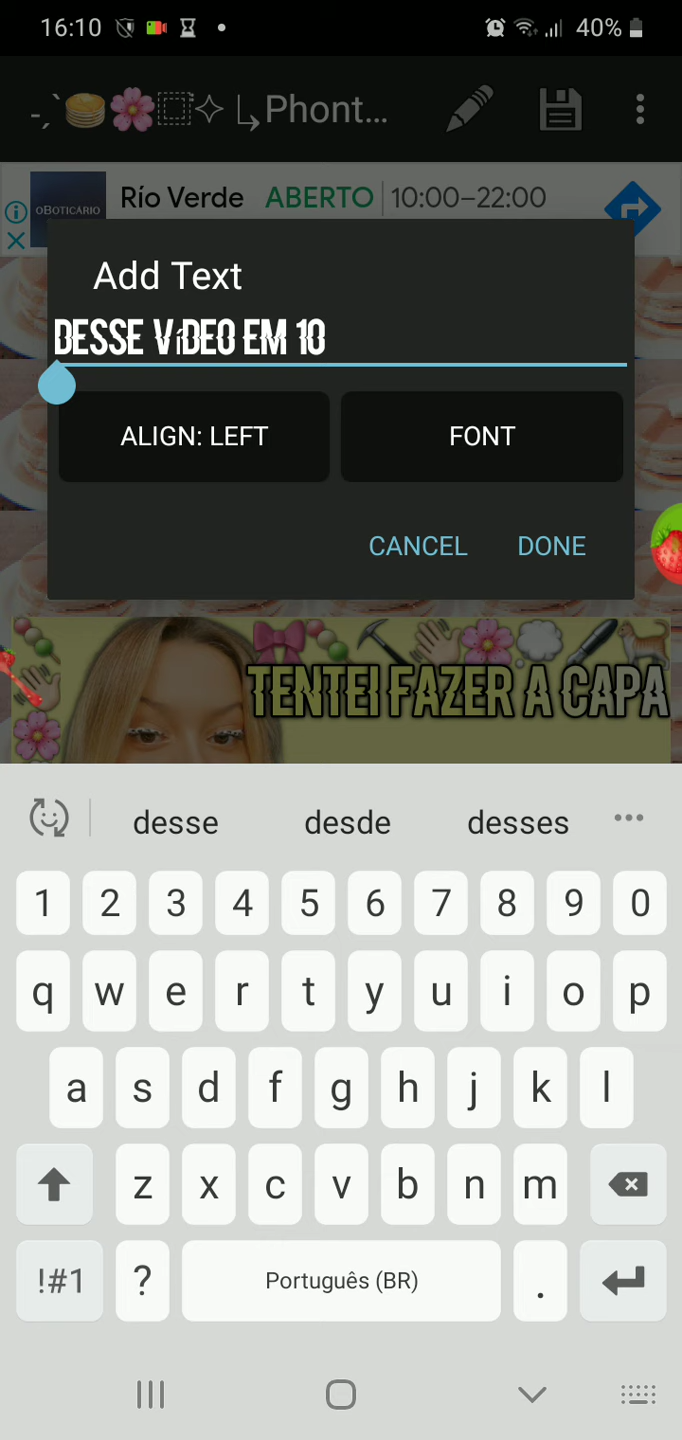 16:10 40%
-ˏˋ🥞🌸⬚✧ ↳Phont…
oBOTICÁRIO Río Verde ABERTO 10:00–22:00
Add Text
DESSE VíDEO EM 10
ALIGN: LEFT FONT
CANCEL DONE
TENTEI FAZER A CAPA
desse desde desses
1 2 3 4 5 6 7 8 9 0
q w e r t y u i o p
a s d f g h j k l
z x c v b n m
!#1 ? Português (BR) .